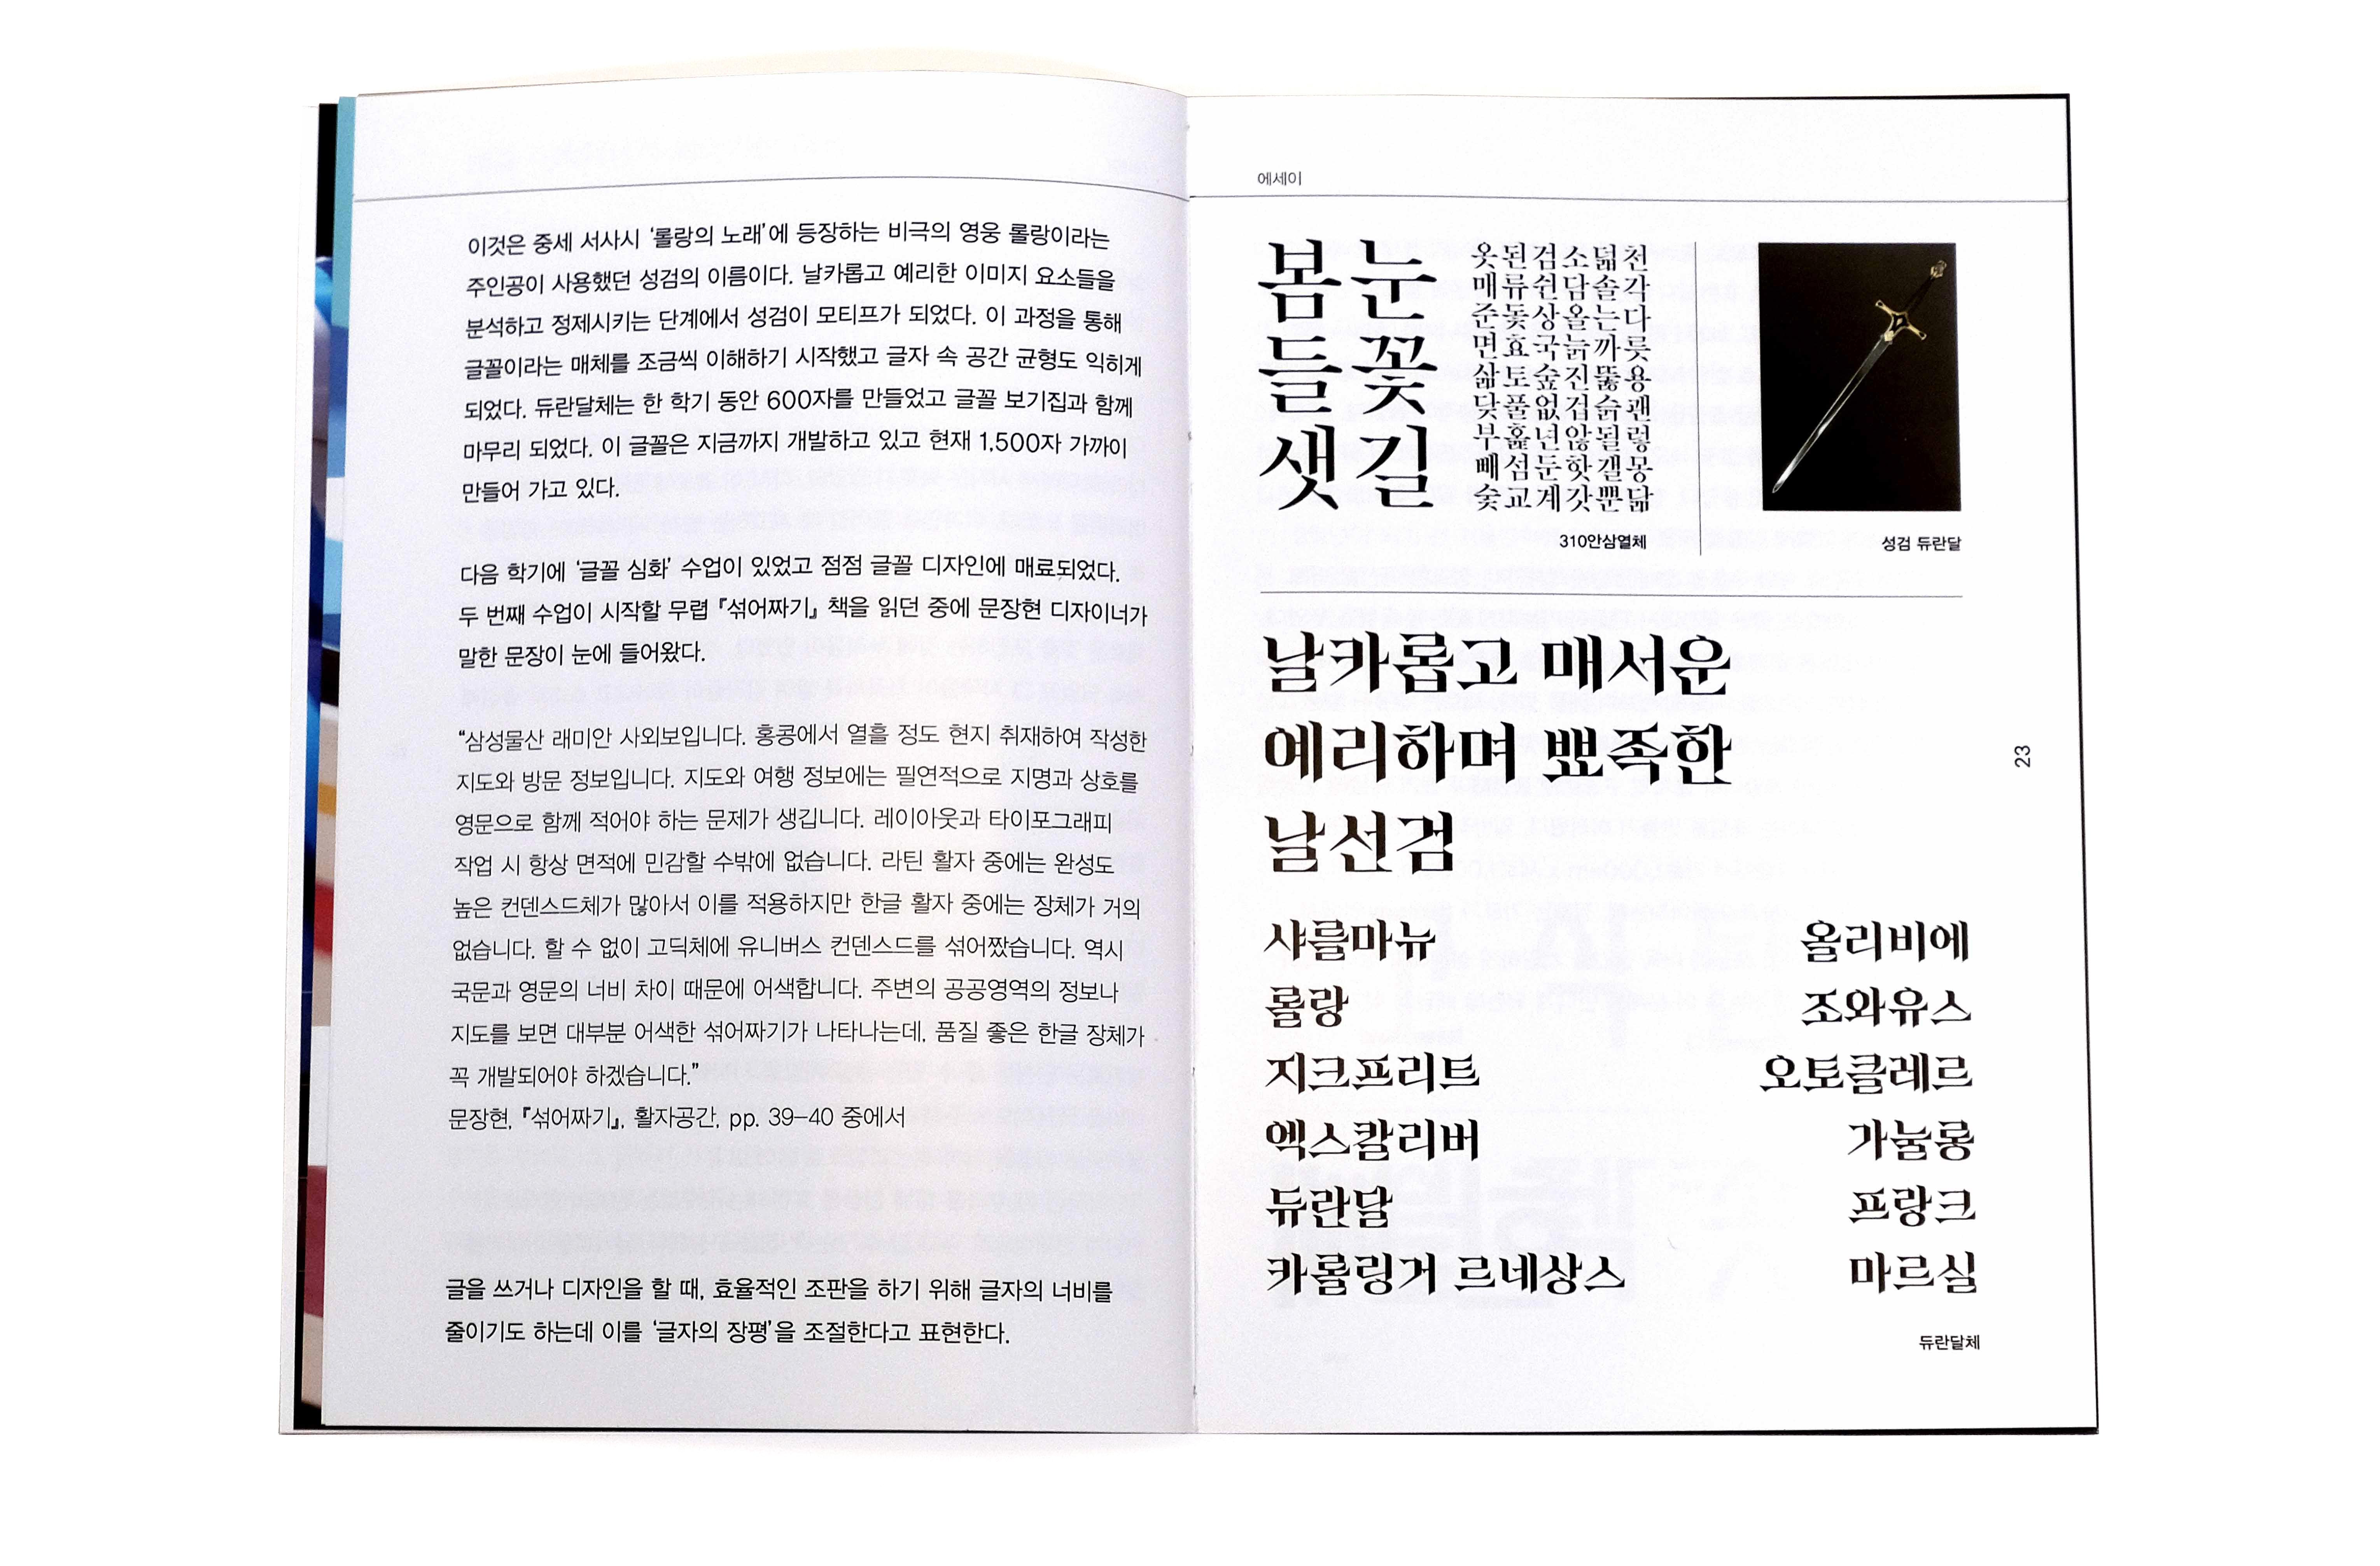 이것은 중세 서사시 ‘롤랑의 노래’에 등장하는 비극의 영웅 롤랑이라는
주인공이 사용했던 성검의 이름이다. 날카롭고 예리한 이미지 요소들을
분석하고 정제시키는 단계에서 성검이 모티프가 되었다. 이 과정을 통해
글꼴이라는 매체를 조금씩 이해하기 시작했고 글자 속 공간 균형도 익히게
되었다. 듀란달체는 한 학기 동안 600자를 만들었고 글꼴 보기집과 함께
마무리 되었다. 이 글꼴은 지금까지 개발하고 있고 현재 1,500자 가까이
만들어 가고 있다.
다음 학기에 ‘글꼴 심화’ 수업이 있었고 점점 글꼴 디자인에 매료되었다.
두 번째 수업이 시작할 무렵 『섞어짜기』 책을 읽던 중에 문장현 디자이너가
말한 문장이 눈에 들어왔다.
“삼성물산 래미안 사외보입니다. 홍콩에서 열흘 정도 현지 취재하여 작성한
지도와 방문 정보입니다. 지도와 여행 정보에는 필연적으로 지명과 상호를
영문으로 함께 적어야 하는 문제가 생깁니다. 레이아웃과 타이포그래피
작업 시 항상 면적에 민감할 수밖에 없습니다. 라틴 활자 중에는 완성도
높은 컨덴스드체가 많아서 이를 적용하지만 한글 활자 중에는 장체가 거의
없습니다. 할 수 없이 고딕체에 유니버스 컨덴스드를 섞어짰습니다. 역시
국문과 영문의 너비 차이 때문에 어색합니다. 주변의 공공영역의 정보나
지도를 보면 대부분 어색한 섞어짜기가 나타나는데, 품질 좋은 한글 장체가
꼭 개발되어야 하겠습니다.”
문장현, 『섞어짜기』, 활자공간, pp. 39–40 중에서
글을 쓰거나 디자인을 할 때, 효율적인 조판을 하기 위해 글자의 너비를
줄이기도 하는데 이를 ‘글자의 장평’을 조절한다고 표현한다.
에세이
봄눈
들꽃
샛길
옷된검소덟천
매류쉰담솔각
준돛상올는다
면효국늙까릇
삶토숲진뚫용
닻풀없겁숡괜
부훑년않될렇
빼섬둔핫갤몽
숯교계갓뿐닮
310안삼열체
성검 듀란달
날카롭고 매서운
예리하며 뾰족한
날선검
샤를마뉴
롤랑
지크프리트
엑스칼리버
듀란달
카롤링거 르네상스
올리비에
조와유스
오토클레르
가눌롱
프랑크
마르실
듀란달체
23